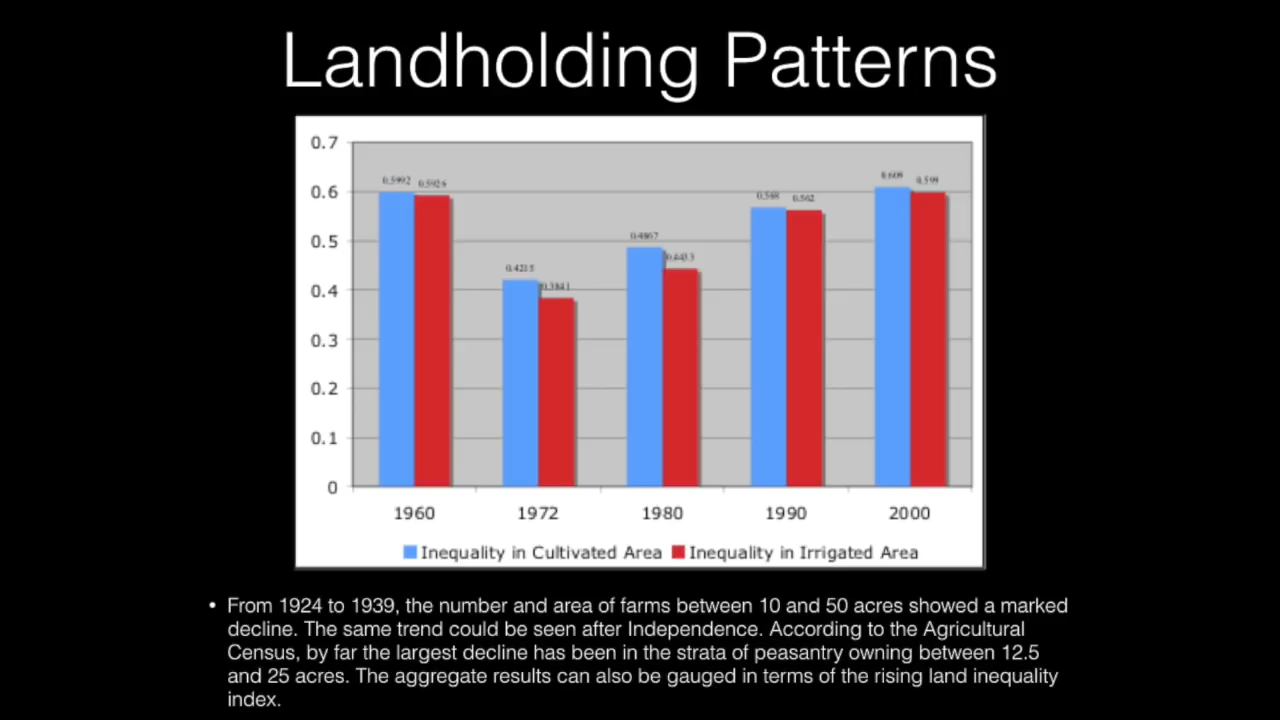 Landholding Patterns
0.7
0.6
0.5
0.4
0.3
0.2
0.1
0
0.5992 0.5926
0.4215 0.3841
0.4867 0.4433
0.568 0.562
0.609 0.599
1960 1972 1980 1990 2000
Inequality in Cultivated Area Inequality in Irrigated Area
• From 1924 to 1939, the number and area of farms between 10 and 50 acres showed a marked
decline. The same trend could be seen after Independence. According to the Agricultural
Census, by far the largest decline has been in the strata of peasantry owning between 12.5
and 25 acres. The aggregate results can also be gauged in terms of the rising land inequality
index.